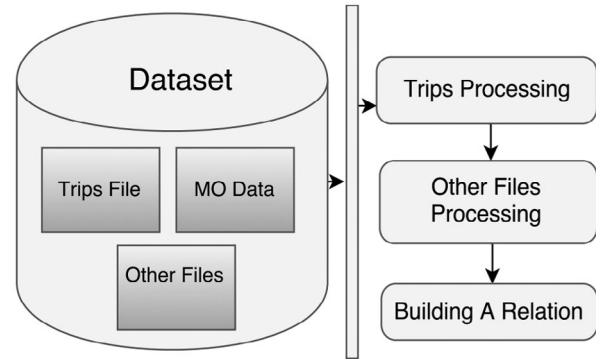 Dataset
Trips File
MO Data
Other Files
Trips Processing
Other Files
Processing
Building A Relation